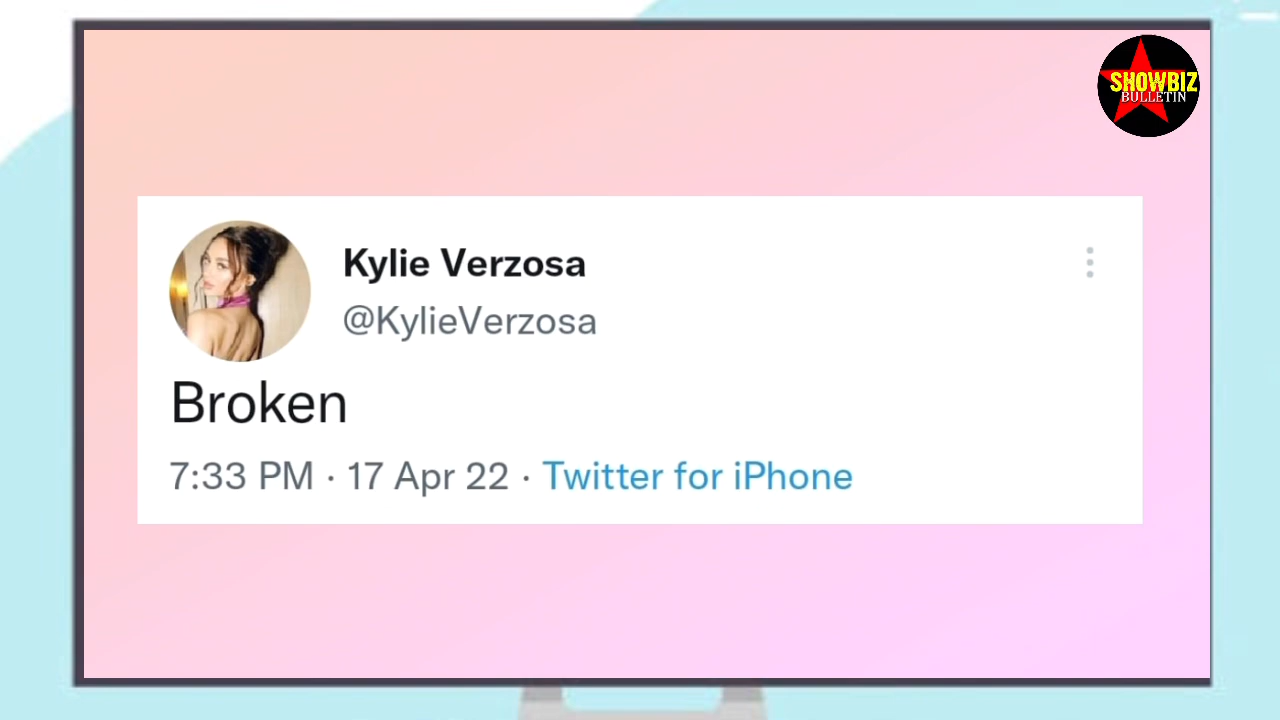 SHOWBIZ
BULLETIN
Kylie Verzosa
@KylieVerzosa
Broken
7:33 PM · 17 Apr 22 · Twitter for iPhone